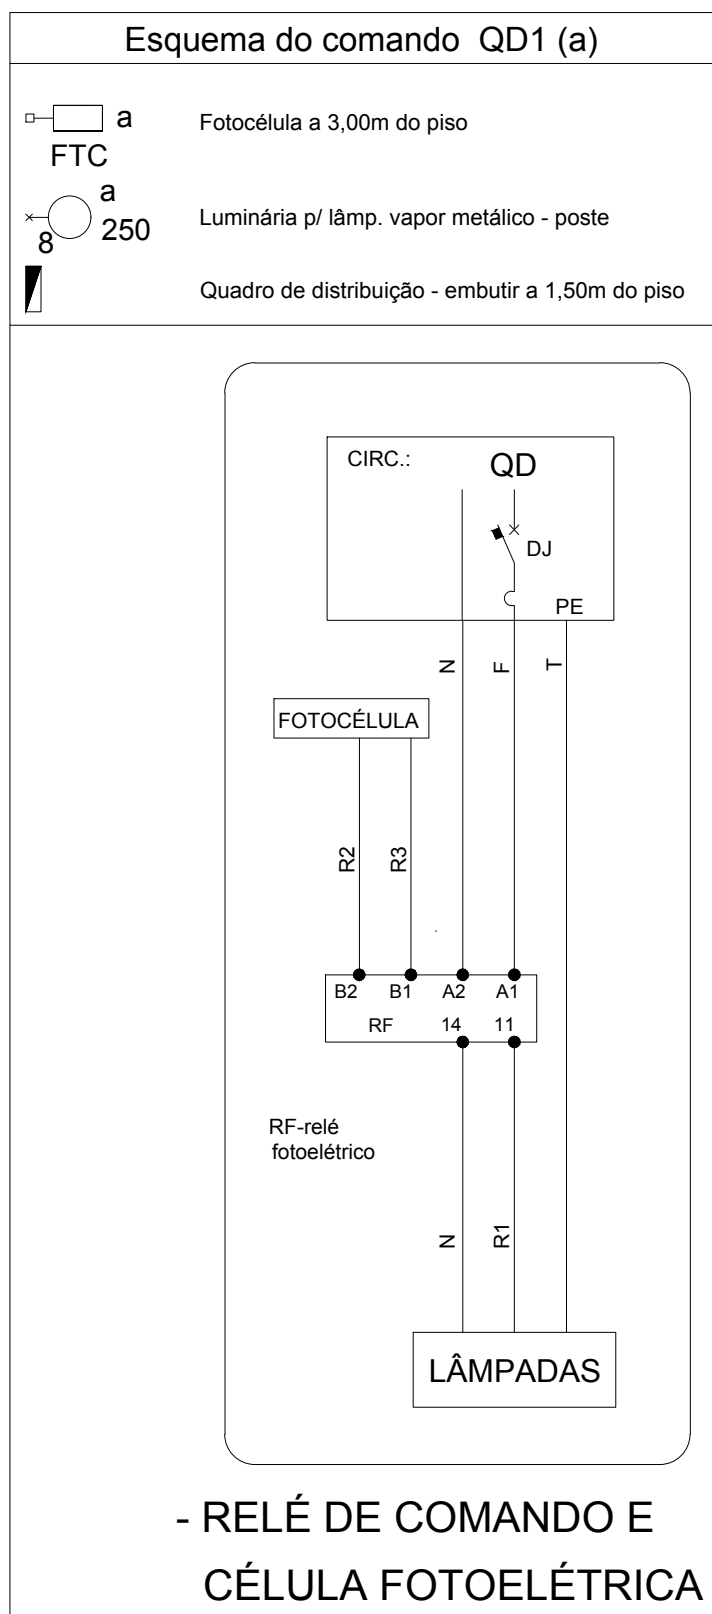 Esquema do comando QD1 (a)
a
FTC
Fotocélula a 3,00m do piso
a
8
250
Luminária p/ lâmp. vapor metálico - poste
Quadro de distribuição - embutir a 1,50m do piso
CIRC.:
QD
DJ
PE
N
F
T
FOTOCÉLULA
R2
R3
B2
B1
A2
A1
RF
14
11
RF-relé
fotoelétrico
N
R1
LÂMPADAS
- RELÉ DE COMANDO E
CÉLULA FOTOELÉTRICA